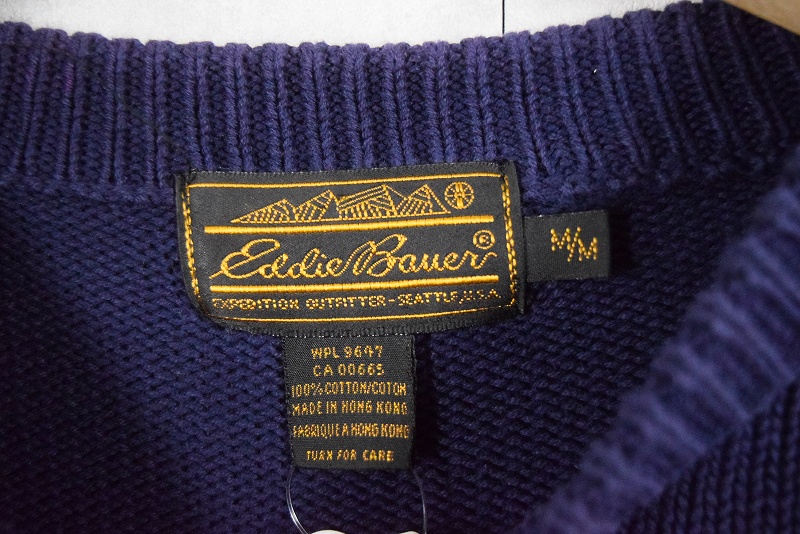 Eddie Bauer®
EXPEDITION OUTFITTER - SEATTLE, U.S.A.
M/M
WPL 9647
CA 00665
100% COTTON/COTON
MADE IN HONG KONG
FABRIQUE A HONG KONG
TURN FOR CARE